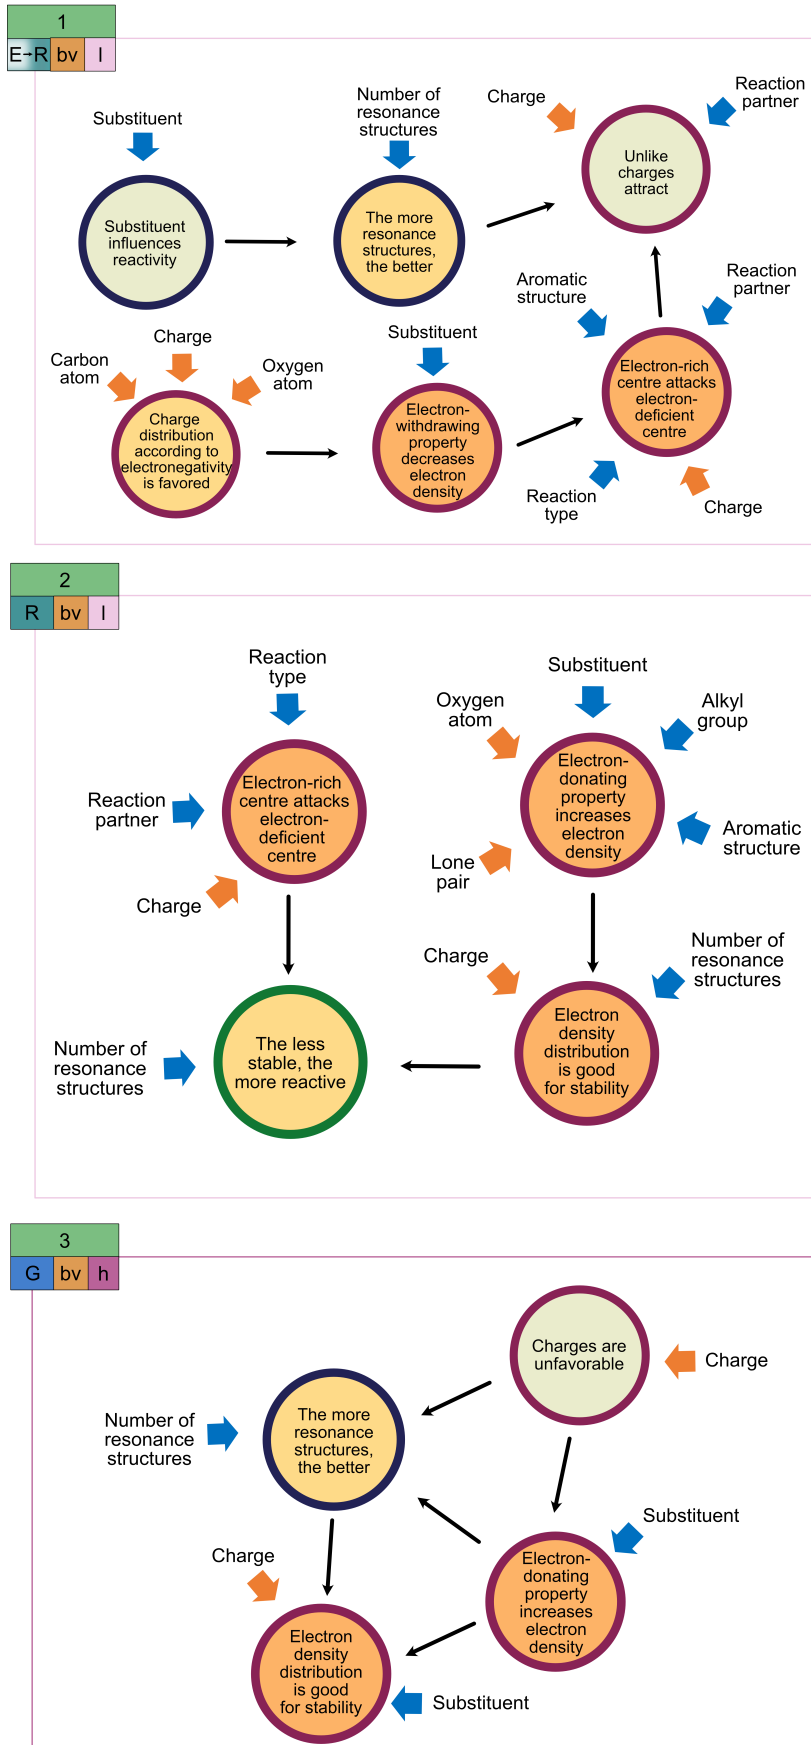 1
E→R bv I
Substituent
Number of
resonance
structures
Charge
Reaction
partner
Substituent
influences
reactivity
The more
resonance
structures,
the better
Unlike
charges
attract
Carbon
atom
Charge
Oxygen
atom
Substituent
Aromatic
structure
Reaction
partner
Charge
distribution
according to
electronegativity
is favored
Electron-
withdrawing
property
decreases
electron
density
Electron-rich
centre attacks
electron-
deficient
centre
Reaction
type
Charge
2
R bv I
Reaction
type
Reaction
partner
Charge
Electron-rich
centre attacks
electron-
deficient
centre
Substituent
Oxygen
atom
Alkyl
group
Lone
pair
Aromatic
structure
Electron-
donating
property
increases
electron
density
Number of
resonance
structures
The less
stable, the
more reactive
Charge
Number of
resonance
structures
Electron
density
distribution
is good
for stability
3
G bv h
Charges are
unfavorable
Charge
Number of
resonance
structures
The more
resonance
structures,
the better
Substituent
Electron-
donating
property
increases
electron
density
Charge
Electron
density
distribution
is good
for stability
Substituent